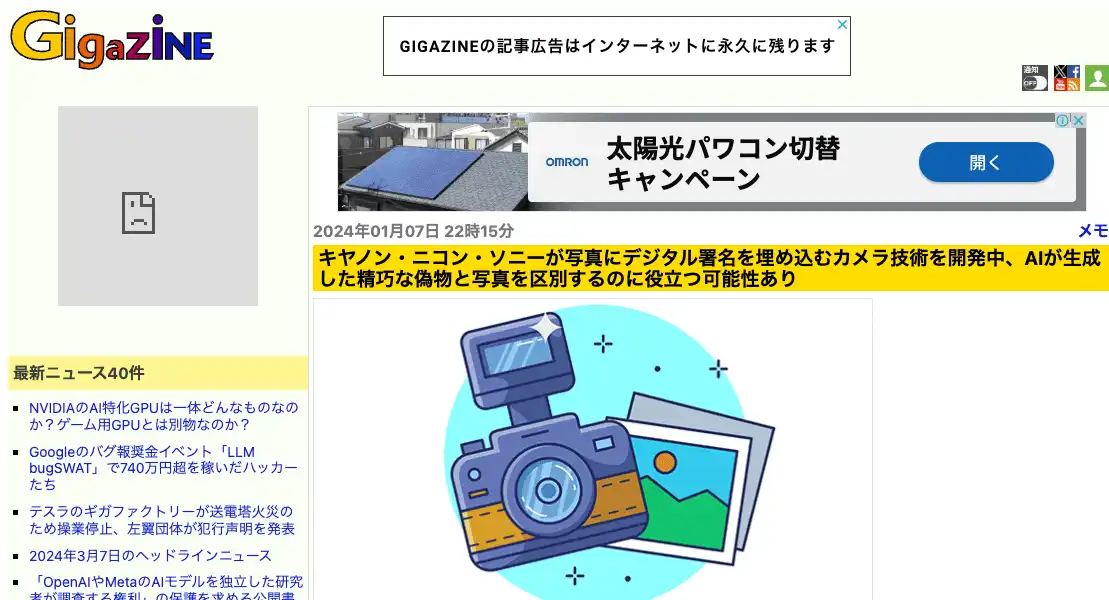 GigaZiNE
GIGAZINEの記事広告はインターネットに永久に残ります
通知
OFF
OMRON
太陽光パワコン切替
キャンペーン
開く
2024年01月07日 22時15分
メモ
キヤノン・ニコン・ソニーが写真にデジタル署名を埋め込むカメラ技術を開発中、AIが生成
した精巧な偽物と写真を区別するのに役立つ可能性あり
最新ニュース40件
NVIDIAのAI特化GPUは一体どんなものなの
か？ゲーム用GPUとは別物なのか？
Googleのバグ報奨金イベント「LLM
bugSWAT」で740万円超を稼いだハッカー
たち
テスラのギガファクトリーが送電塔火災の
ため操業停止、左翼団体が犯行声明を発表
2024年3月7日のヘッドラインニュース
「OpenAIやMetaのAIモデルを独立した研究
者が調査する権利」の保護を求める公開書